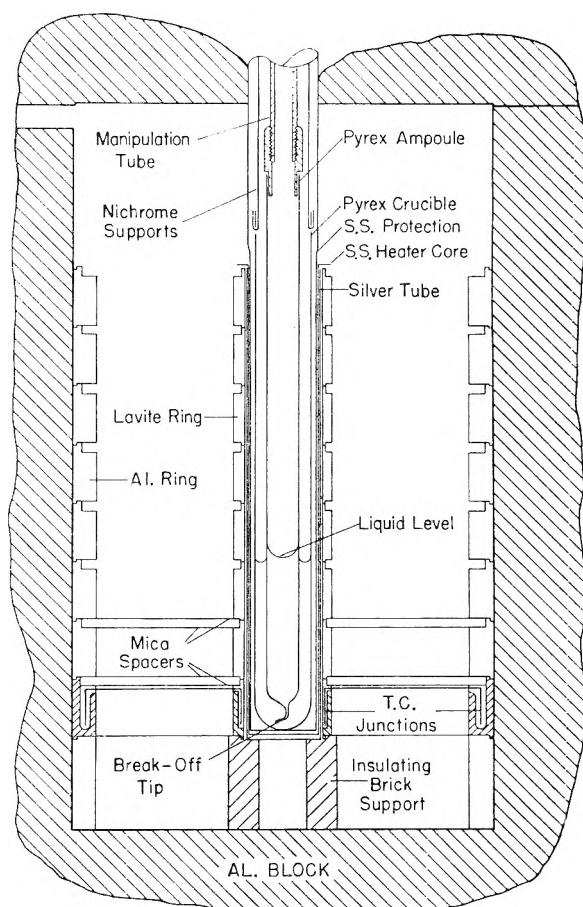 Manipulation
Tube
Pyrex Ampoule
Nichrome
Supports
Pyrex Crucible
S.S. Protection
S.S. Heater Core
Silver Tube
Lavite Ring
Al. Ring
Liquid Level
Mica
Spacers
T.C.
Junctions
Break-Off
Tip
Insulating
Brick
Support
AL. BLOCK